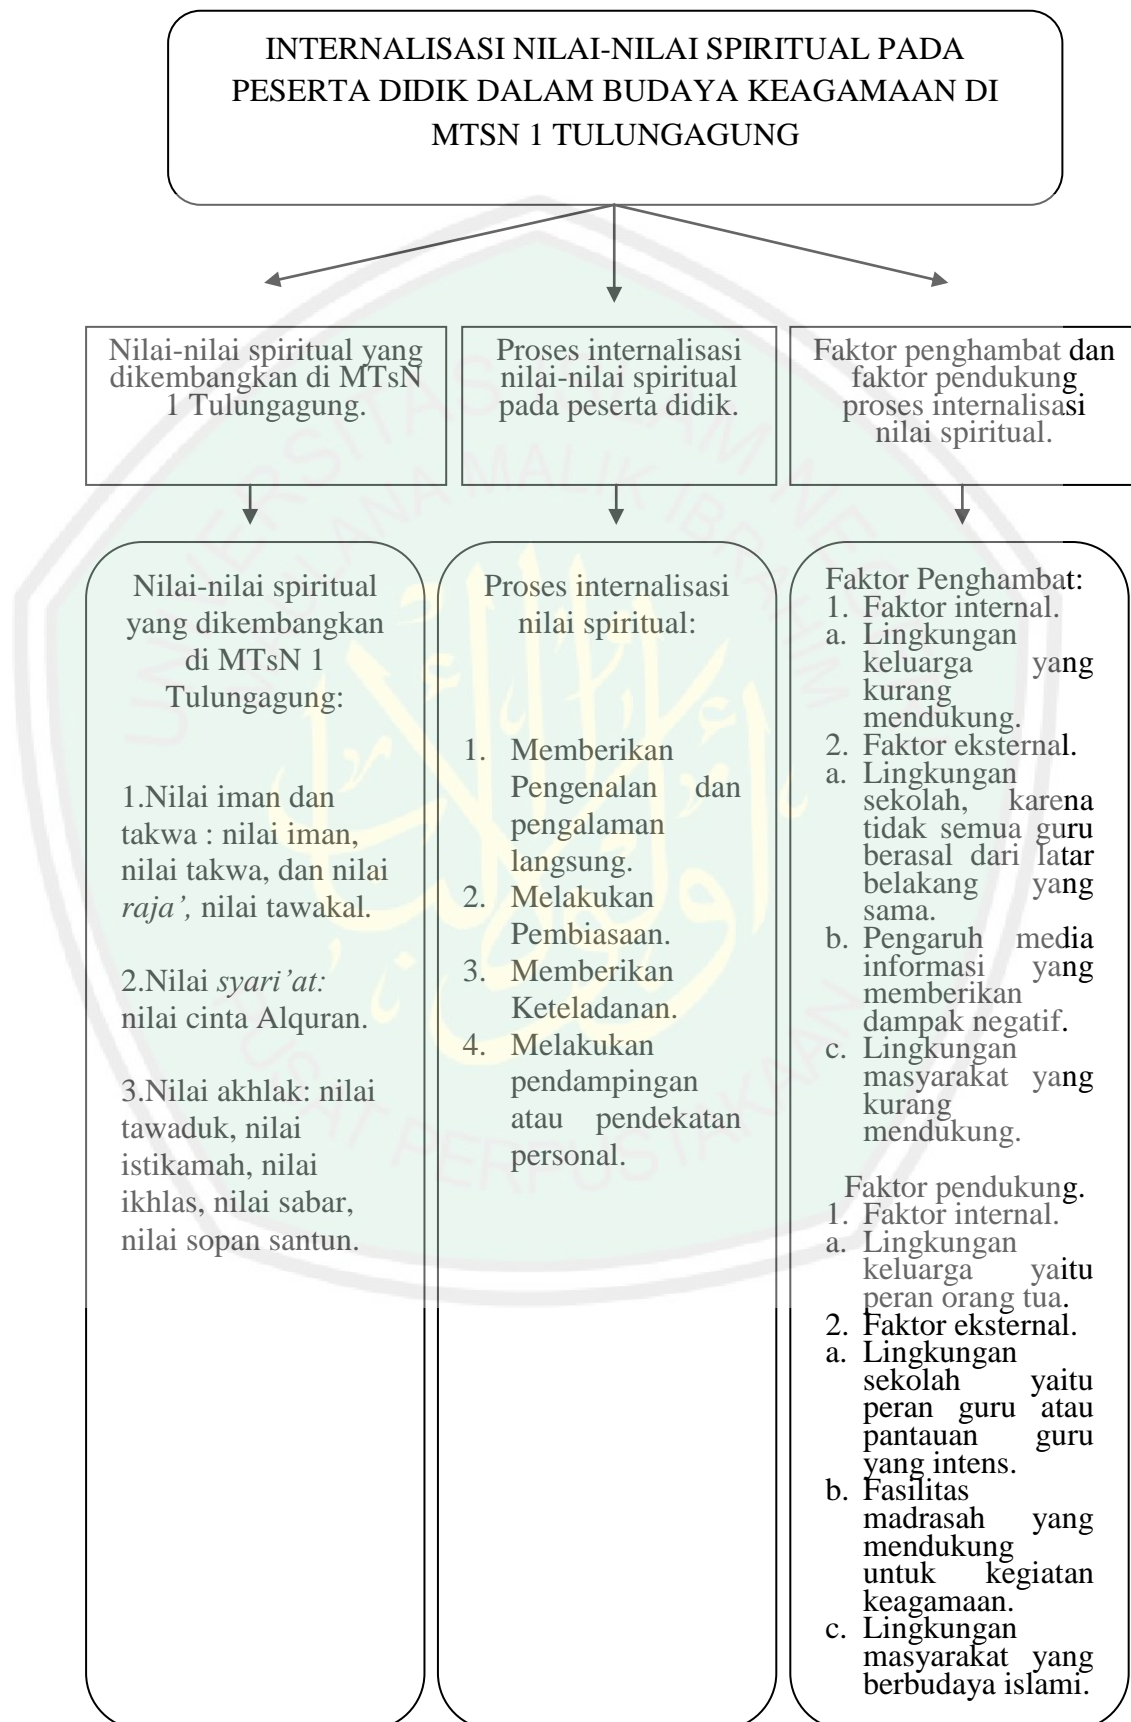 INTERNALISASI NILAI-NILAI SPIRITUAL PADA
PESERTA DIDIK DALAM BUDAYA KEAGAMAAN DI
MTSN 1 TULUNGAGUNG
Nilai-nilai spiritual yang
dikembangkan di MTsN
1 Tulungagung.
Proses internalisasi
nilai-nilai spiritual
pada peserta didik.
Faktor penghambat dan
faktor pendukung
proses internalisasi
nilai spiritual.
Nilai-nilai spiritual
yang dikembangkan
di MTsN 1
Tulungagung:
1.Nilai iman dan
takwa : nilai iman,
nilai takwa, dan nilai
raja’, nilai tawakal.
2.Nilai syari’at:
nilai cinta Alquran.
3.Nilai akhlak: nilai
tawaduk, nilai
istikamah, nilai
ikhlas, nilai sabar,
nilai sopan santun.
Proses internalisasi
nilai spiritual:
1. Memberikan
Pengenalan dan
pengalaman
langsung.
2. Melakukan
Pembiasaan.
3. Memberikan
Keteladanan.
4. Melakukan
pendampingan
atau pendekatan
personal.
Faktor Penghambat:
1. Faktor internal.
a. Lingkungan
keluarga yang
kurang
mendukung.
2. Faktor eksternal.
a. Lingkungan
sekolah, karena
tidak semua guru
berasal dari latar
belakang yang
sama.
b. Pengaruh media
informasi yang
memberikan
dampak negatif.
c. Lingkungan
masyarakat yang
kurang
mendukung.
Faktor pendukung.
1. Faktor internal.
a. Lingkungan
keluarga yaitu
peran orang tua.
2. Faktor eksternal.
a. Lingkungan
sekolah yaitu
peran guru atau
pantauan guru
yang intens.
b. Fasilitas
madrasah yang
mendukung
untuk kegiatan
keagamaan.
c. Lingkungan
masyarakat yang
berbudaya islami.
UNIVERSITAS ISLAM NEGERI
MAULANA MALIK IBRAHIM
PUSAT PERPUSTAKAAN